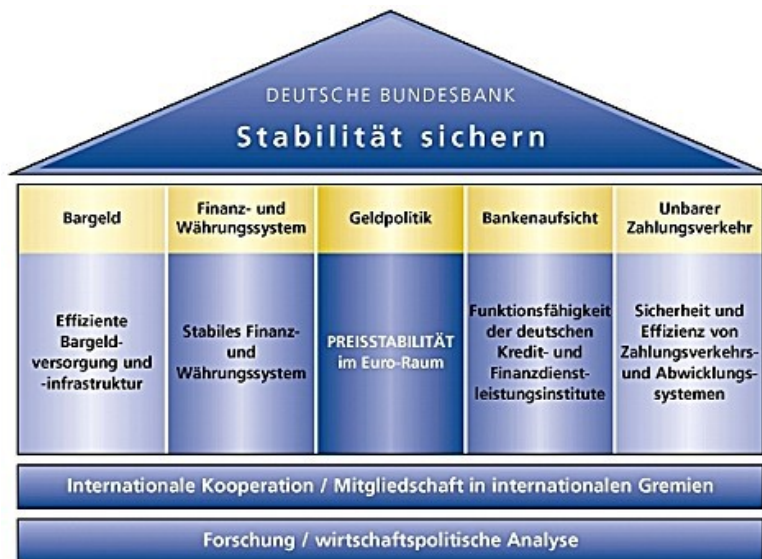 DEUTSCHE BUNDESBANK
Stabilität sichern
Bargeld
Finanz- und
Währungssystem
Geldpolitik
Bankenaufsicht
Unbarer
Zahlungsverkehr
Effiziente
Bargeld-
versorgung und
-infrastruktur
Stabiles Finanz-
und
Währungssystem
PREISSTABILITÄT
im Euro-Raum
Funktionsfähigkeit
der deutschen
Kredit- und
Finanzdienst-
leistungsinstitute
Sicherheit und
Effizienz von
Zahlungsverkehrs-
und Abwicklungs-
systemen
Internationale Kooperation / Mitgliedschaft in internationalen Gremien
Forschung / wirtschaftspolitische Analyse